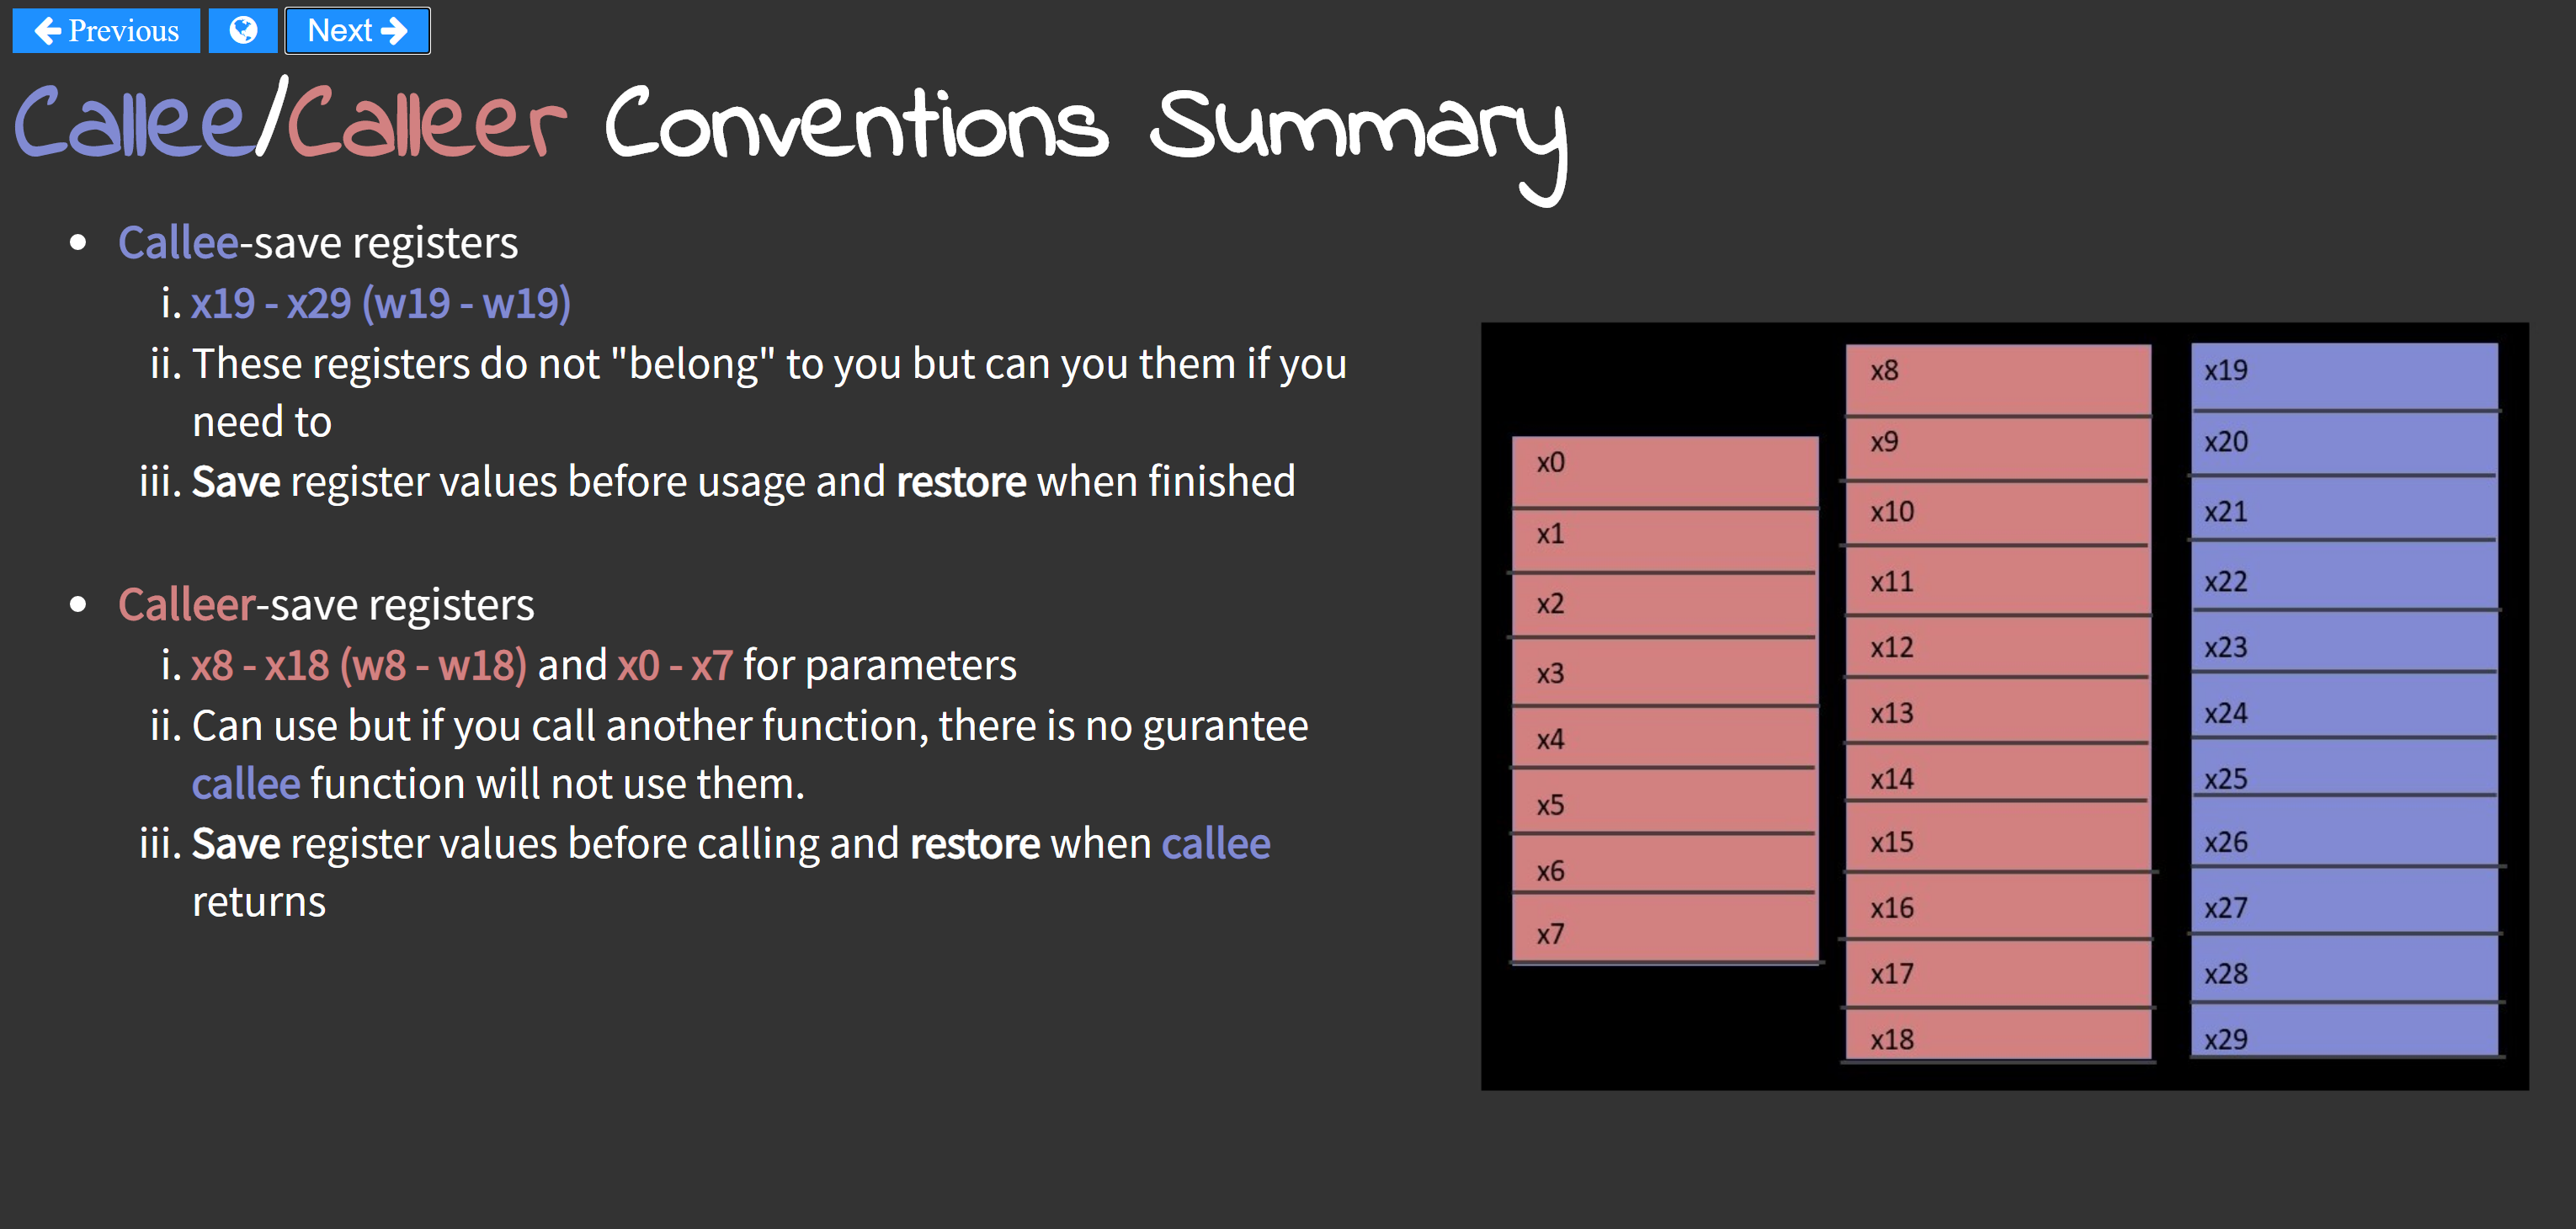 Previous
Next
Callee/Calleer Conventions Summary
Callee-save registers
i. x19 - x29 (w19 - w19)
ii. These registers do not "belong" to you but can you them if you
need to
iii. Save register values before usage and restore when finished
Calleer-save registers
i. x8 - x18 (w8 - w18) and x0 - x7 for parameters
ii. Can use but if you call another function, there is no gurantee
callee function will not use them.
iii. Save register values before calling and restore when callee
returns
x0
x1
x2
x3
x4
x5
x6
x7
x8
x9
x10
x11
x12
x13
x14
x15
x16
x17
x18
x19
x20
x21
x22
x23
x24
x25
x26
x27
x28
x29